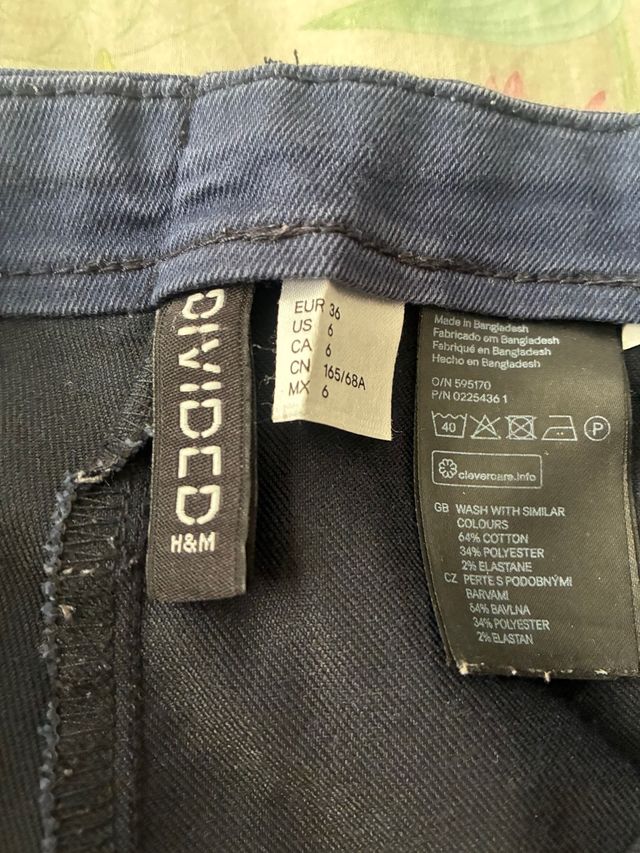 DIVIDED
H&M
EUR 36
US 6
CA 6
CN 165/68A
MX 6
Made in Bangladesh
Fabricado em Bangladesh
Fabriqué en Bangladesh
Hecho en Bangladesh
O/N 595170
P/N 0225436 1
40
P
clevercare.info
GB WASH WITH SIMILAR
COLOURS
64% COTTON
34% POLYESTER
2% ELASTANE
CZ PERTE S PODOBNÝMI
BARVAMI
64% BAVLNA
34% POLYESTER
2% ELASTAN